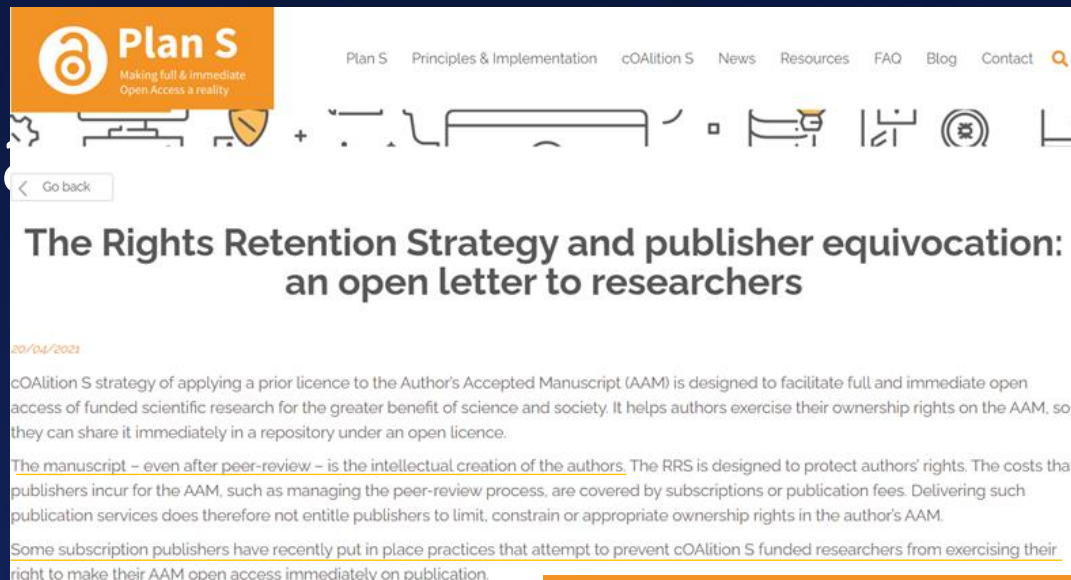 Plan S
Making full & immediate
Open Access a reality
Plan S Principles & Implementation cOAlition S News Resources FAQ Blog Contact
Go back
The Rights Retention Strategy and publisher equivocation:
an open letter to researchers
20/04/2021
cOAlition S strategy of applying a prior licence to the Author's Accepted Manuscript (AAM) is designed to facilitate full and immediate open
access of funded scientific research for the greater benefit of science and society. It helps authors exercise their ownership rights on the AAM, so
they can share it immediately in a repository under an open licence.
The manuscript – even after peer-review – is the intellectual creation of the authors. The RRS is designed to protect authors' rights. The costs that
publishers incur for the AAM, such as managing the peer-review process, are covered by subscriptions or publication fees. Delivering such
publication services does therefore not entitle publishers to limit, constrain or appropriate ownership rights in the author's AAM.
Some subscription publishers have recently put in place practices that attempt to prevent cOAlition S funded researchers from exercising their
right to make their AAM open access immediately on publication.